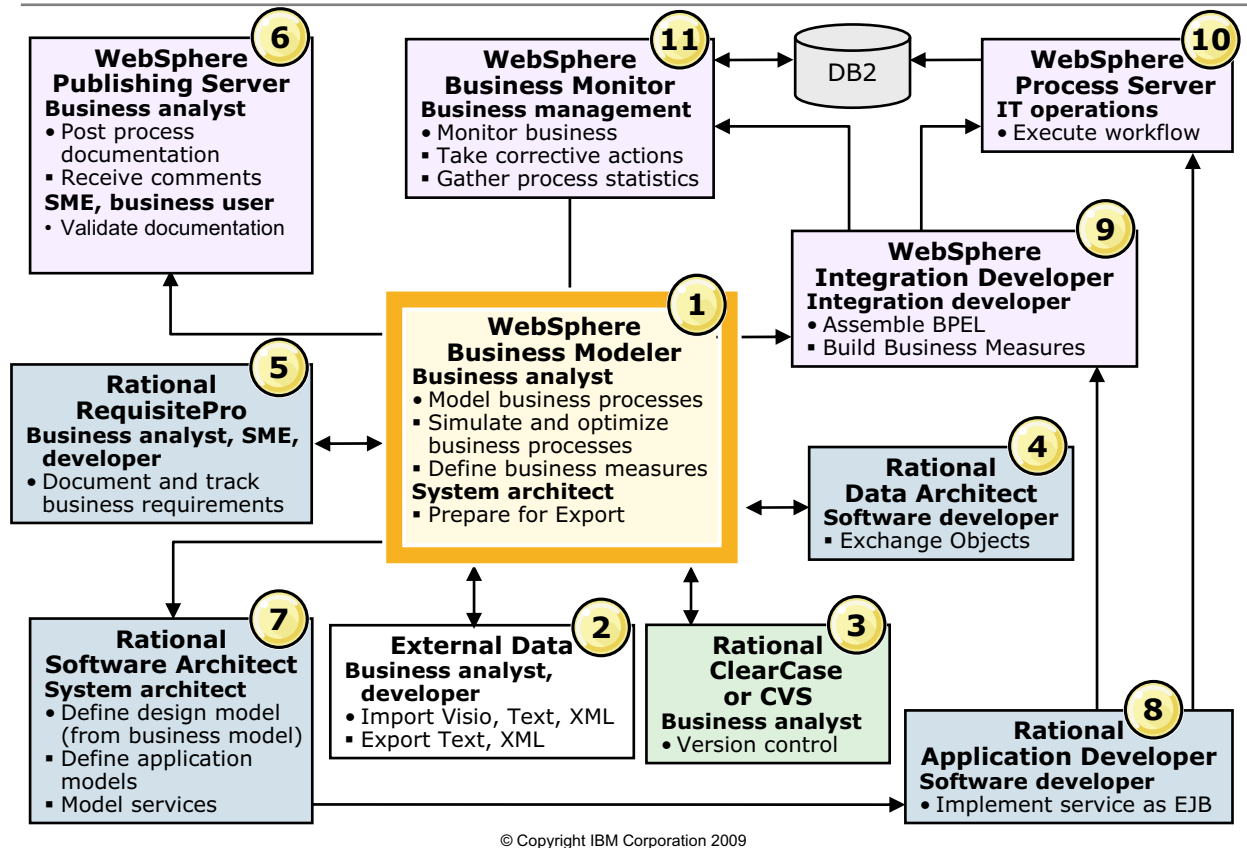 6
WebSphere
Publishing Server
Business analyst
• Post process
documentation
▪ Receive comments
SME, business user
• Validate documentation
11
WebSphere
Business Monitor
Business management
• Monitor business
▪ Take corrective actions
▪ Gather process statistics
DB2
10
WebSphere
Process Server
IT operations
• Execute workflow
9
WebSphere
Integration Developer
Integration developer
• Assemble BPEL
▪ Build Business Measures
1
WebSphere
Business Modeler
Business analyst
• Model business processes
▪ Simulate and optimize
business processes
▪ Define business measures
System architect
▪ Prepare for Export
5
Rational
RequisitePro
Business analyst, SME,
developer
• Document and track
business requirements
4
Rational
Data Architect
Software developer
▪ Exchange Objects
7
Rational
Software Architect
System architect
• Define design model
(from business model)
▪ Define application
models
▪ Model services
2
External Data
Business analyst,
developer
• Import Visio, Text, XML
▪ Export Text, XML
3
Rational
ClearCase
or CVS
Business analyst
• Version control
8
Rational
Application Developer
Software developer
• Implement service as EJB
© Copyright IBM Corporation 2009